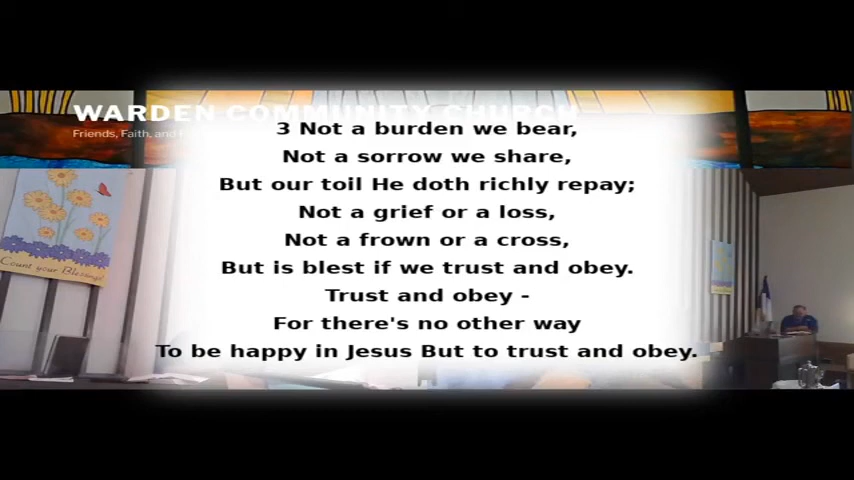 WARDEN COMMUNITY CHURCH
Friends, Faith, and
3 Not a burden we bear,
Not a sorrow we share,
But our toil He doth richly repay;
Not a grief or a loss,
Not a frown or a cross,
But is blest if we trust and obey.
Trust and obey -
For there's no other way
To be happy in Jesus But to trust and obey.
Count your Blessings